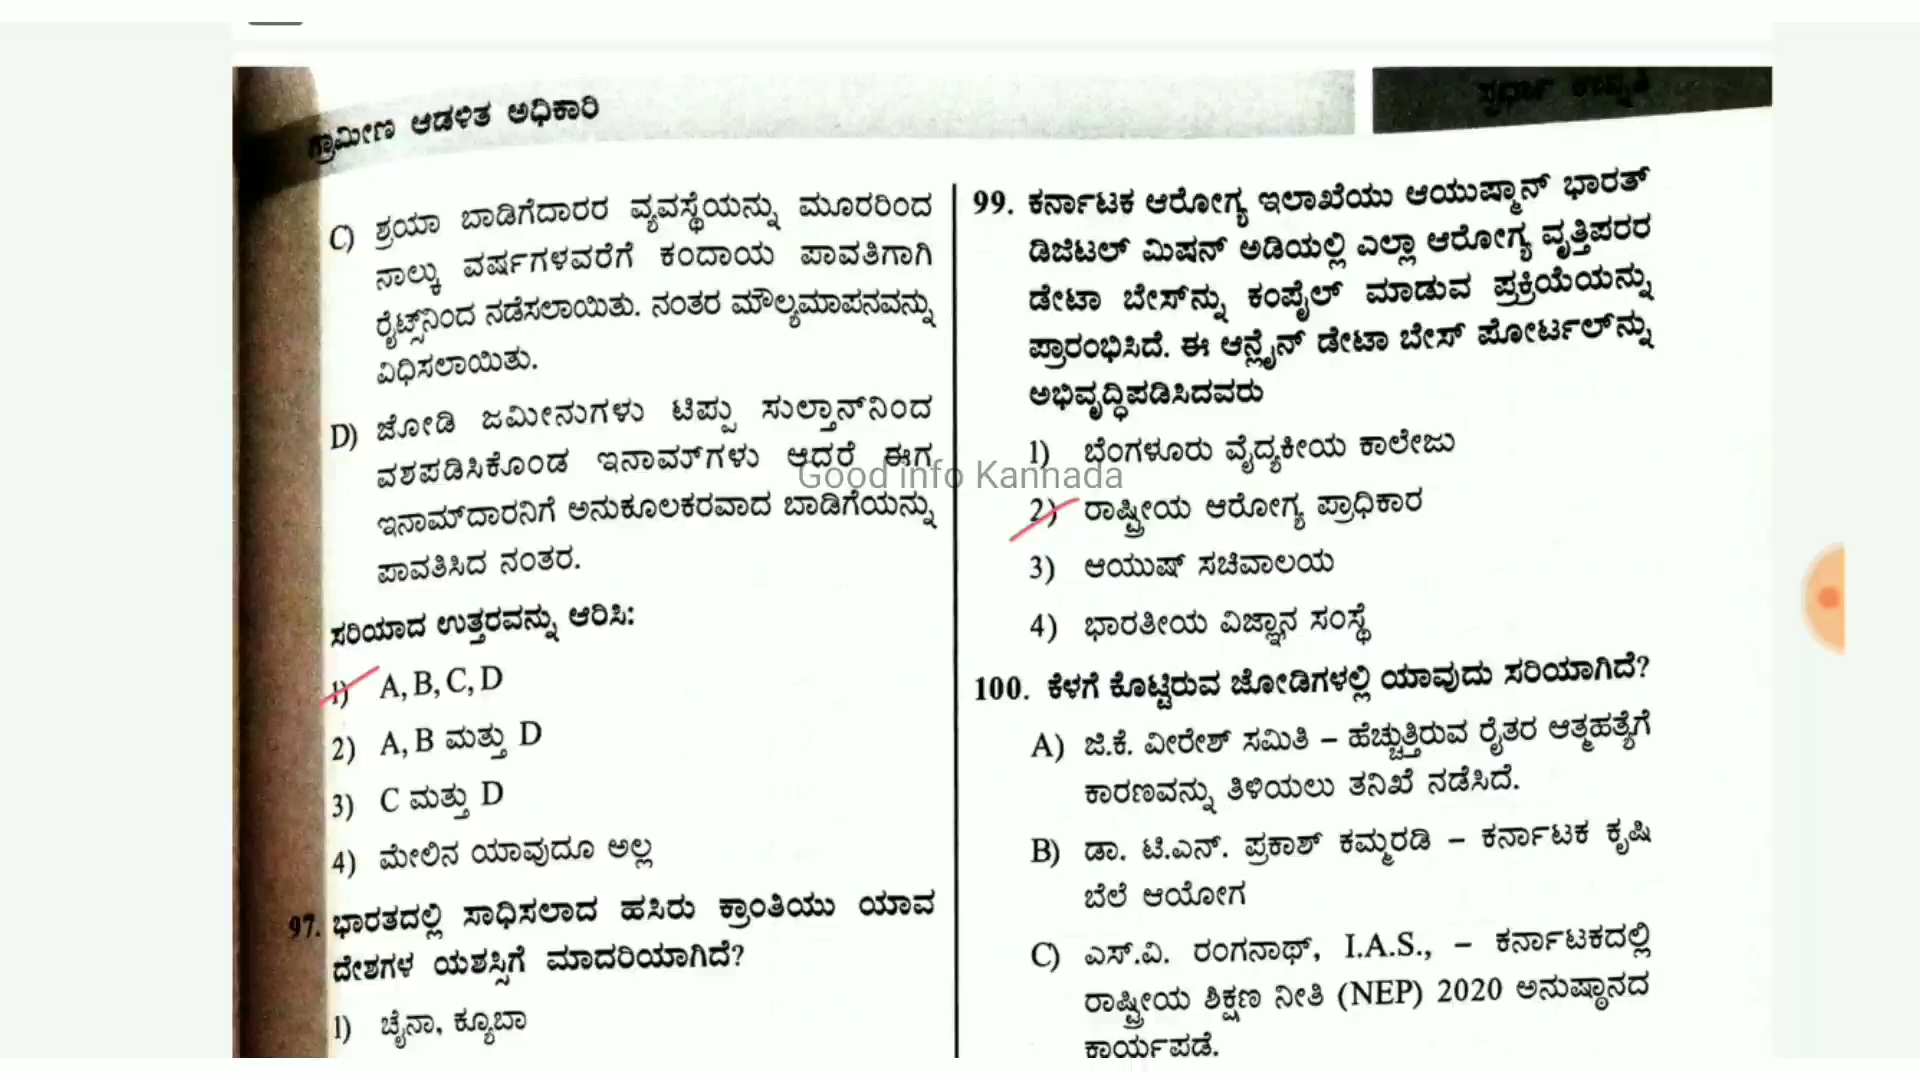 ಗ್ರಾಮೀಣ ಆಡಳಿತ ಅಧಿಕಾರಿ
C) ಶ್ರಯಾ ಬಾಡಿಗೆದಾರರ ವ್ಯವಸ್ಥೆಯನ್ನು ಮೂರರಿಂದ
ನಾಲ್ಕು ವರ್ಷಗಳವರೆಗೆ ಕಂದಾಯ ಪಾವತಿಗಾಗಿ
ರೈಟ್ಸ್‌ನಿಂದ ನಡೆಸಲಾಯಿತು. ನಂತರ ಮೌಲ್ಯಮಾಪನವನ್ನು
ವಿಧಿಸಲಾಯಿತು.
D) ಜೋಡಿ ಜಮೀನುಗಳು ಟಿಪ್ಪು ಸುಲ್ತಾನ್‌ನಿಂದ
ವಶಪಡಿಸಿಕೊಂಡ ಇನಾಮ್‌ಗಳು ಆದರೆ ಈಗ
ಇನಾಮ್‌ದಾರನಿಗೆ ಅನುಕೂಲಕರವಾದ ಬಾಡಿಗೆಯನ್ನು
ಪಾವತಿಸಿದ ನಂತರ.
ಸರಿಯಾದ ಉತ್ತರವನ್ನು ಆರಿಸಿ:
1) A, B, C, D
2) A, B ಮತ್ತು D
3) C ಮತ್ತು D
4) ಮೇಲಿನ ಯಾವುದೂ ಅಲ್ಲ
97. ಭಾರತದಲ್ಲಿ ಸಾಧಿಸಲಾದ ಹಸಿರು ಕ್ರಾಂತಿಯು ಯಾವ
ದೇಶಗಳ ಯಶಸ್ಸಿಗೆ ಮಾದರಿಯಾಗಿದೆ?
1) ಚೈನಾ, ಕ್ಯೂಬಾ
99. ಕರ್ನಾಟಕ ಆರೋಗ್ಯ ಇಲಾಖೆಯು ಆಯುಷ್ಮಾನ್ ಭಾರತ್
ಡಿಜಿಟಲ್ ಮಿಷನ್ ಅಡಿಯಲ್ಲಿ ಎಲ್ಲಾ ಆರೋಗ್ಯ ವೃತ್ತಿಪರರ
ಡೇಟಾ ಬೇಸ್‌ನ್ನು ಕಂಪೈಲ್ ಮಾಡುವ ಪ್ರಕ್ರಿಯೆಯನ್ನು
ಪ್ರಾರಂಭಿಸಿದೆ. ಈ ಆನ್ಲೈನ್ ಡೇಟಾ ಬೇಸ್ ಪೋರ್ಟಲ್‌ನ್ನು
ಅಭಿವೃದ್ಧಿಪಡಿಸಿದವರು
1) ಬೆಂಗಳೂರು ವೈದ್ಯಕೀಯ ಕಾಲೇಜು
Good info Kannada
2) ರಾಷ್ಟ್ರೀಯ ಆರೋಗ್ಯ ಪ್ರಾಧಿಕಾರ
3) ಆಯುಷ್ ಸಚಿವಾಲಯ
4) ಭಾರತೀಯ ವಿಜ್ಞಾನ ಸಂಸ್ಥೆ
100. ಕೆಳಗೆ ಕೊಟ್ಟಿರುವ ಜೋಡಿಗಳಲ್ಲಿ ಯಾವುದು ಸರಿಯಾಗಿದೆ?
A) ಜಿ.ಕೆ. ವೀರೇಶ್ ಸಮಿತಿ – ಹೆಚ್ಚುತ್ತಿರುವ ರೈತರ ಆತ್ಮಹತ್ಯೆಗೆ
ಕಾರಣವನ್ನು ತಿಳಿಯಲು ತನಿಖೆ ನಡೆಸಿದೆ.
B) ಡಾ. ಟಿ.ಎನ್. ಪ್ರಕಾಶ್ ಕಮ್ಮರಡಿ – ಕರ್ನಾಟಕ ಕೃಷಿ
ಬೆಲೆ ಆಯೋಗ
C) ಎಸ್.ವಿ. ರಂಗನಾಥ್, I.A.S., – ಕರ್ನಾಟಕದಲ್ಲಿ
ರಾಷ್ಟ್ರೀಯ ಶಿಕ್ಷಣ ನೀತಿ (NEP) 2020 ಅನುಷ್ಠಾನದ
ಕಾರ್ಯಪಡೆ.